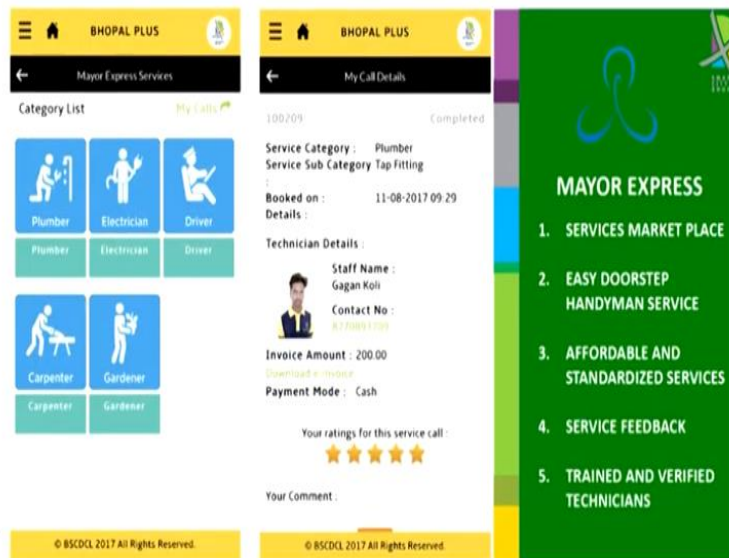 BHOPAL PLUS
Mayor Express Services
Category List
My Calls
Plumber
Electrician
Driver
Plumber
Electrician
Driver
Carpenter
Gardener
Carpenter
Gardener
© BSCDCL 2017 All Rights Reserved.
BHOPAL PLUS
My Call Details
100209
Completed
Service Category : Plumber
Service Sub Category Tap Fitting
:
Booked on : 11-08-2017 09:29
Details :
Technician Details :
Staff Name :
Gagan Koli
Contact No :
Invoice Amount : 200.00
Download e-invoice
Payment Mode : Cash
Your ratings for this service call :
Your Comment :
© BSCDCL 2017 All Rights Reserved.
MAYOR EXPRESS
1. SERVICES MARKET PLACE
2. EASY DOORSTEP
HANDYMAN SERVICE
3. AFFORDABLE AND
STANDARDIZED SERVICES
4. SERVICE FEEDBACK
5. TRAINED AND VERIFIED
TECHNICIANS